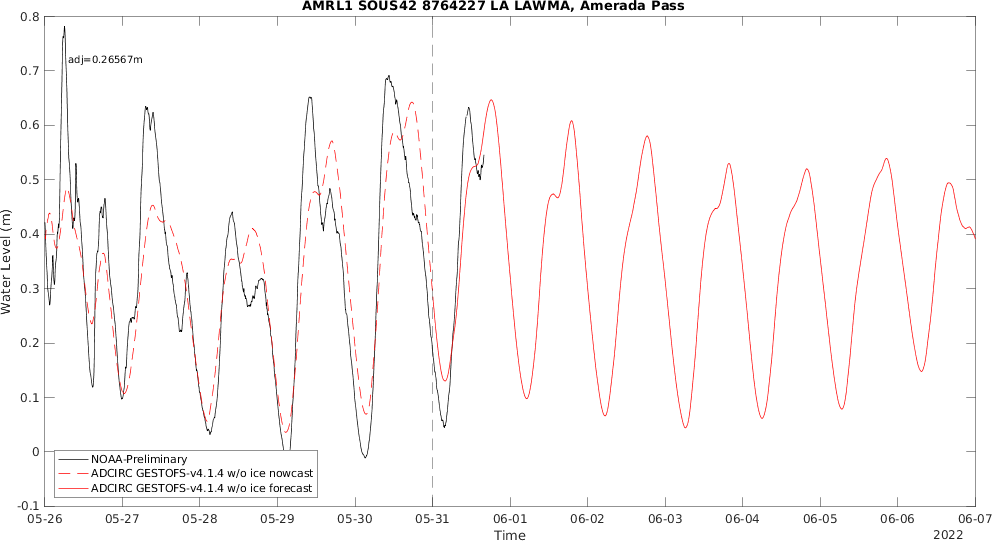 AMRL1 SOUS42 8764227 LA LAWMA, Amerada Pass
0.8
adj=0.26567m
0.7
0.6
0.5
0.4
0.3
0.2
0.1
0
-0.1
Water Level (m)
NOAA-Preliminary
ADCIRC GESTOFS-v4.1.4 w/o ice nowcast
ADCIRC GESTOFS-v4.1.4 w/o ice forecast
05-26 05-27 05-28 05-29 05-30 05-31 06-01 06-02 06-03 06-04 06-05 06-06 06-07
Time
2022